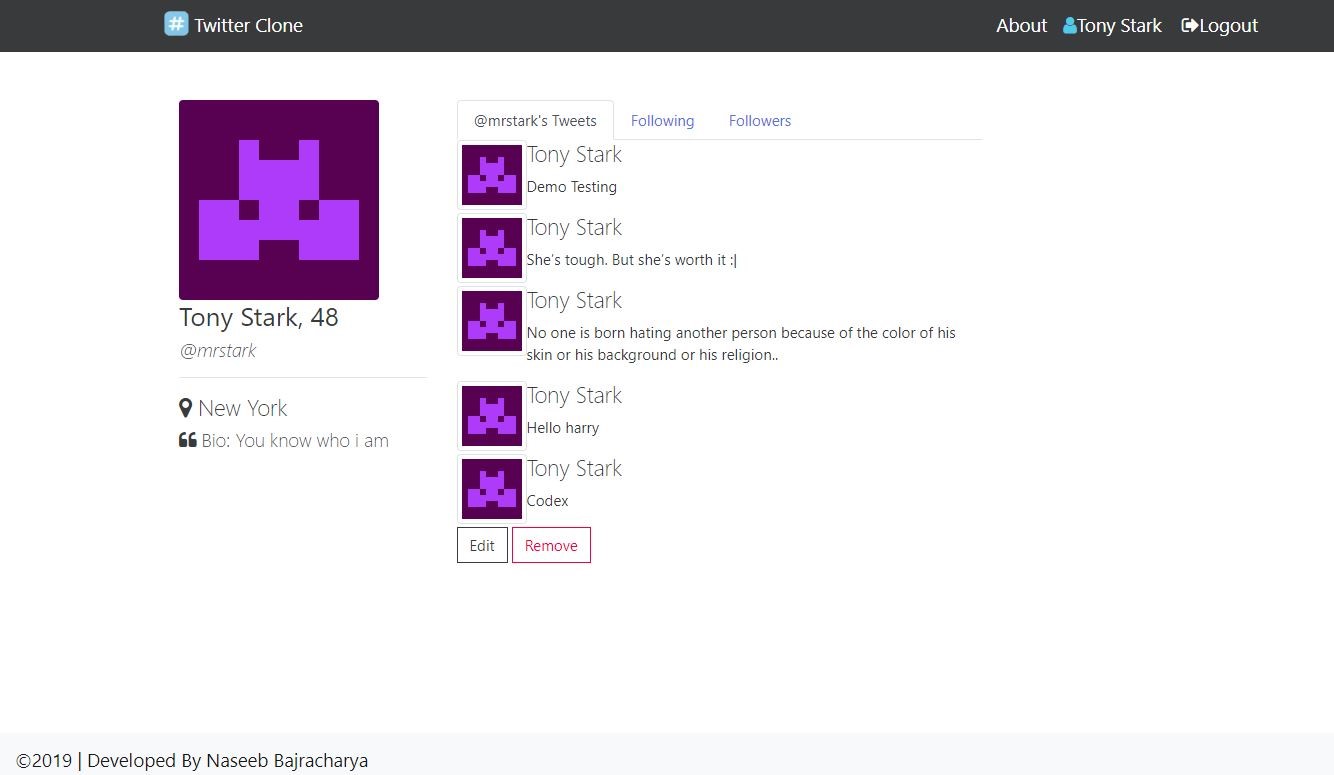 Twitter Clone
About Tony Stark Logout
Tony Stark, 48
@mrstark
New York
Bio: You know who i am
@mrstark's Tweets Following Followers
Tony Stark
Demo Testing
Tony Stark
She's tough. But she's worth it :|
Tony Stark
No one is born hating another person because of the color of his
skin or his background or his religion..
Tony Stark
Hello harry
Tony Stark
Codex
Edit Remove
©2019 | Developed By Naseeb Bajracharya